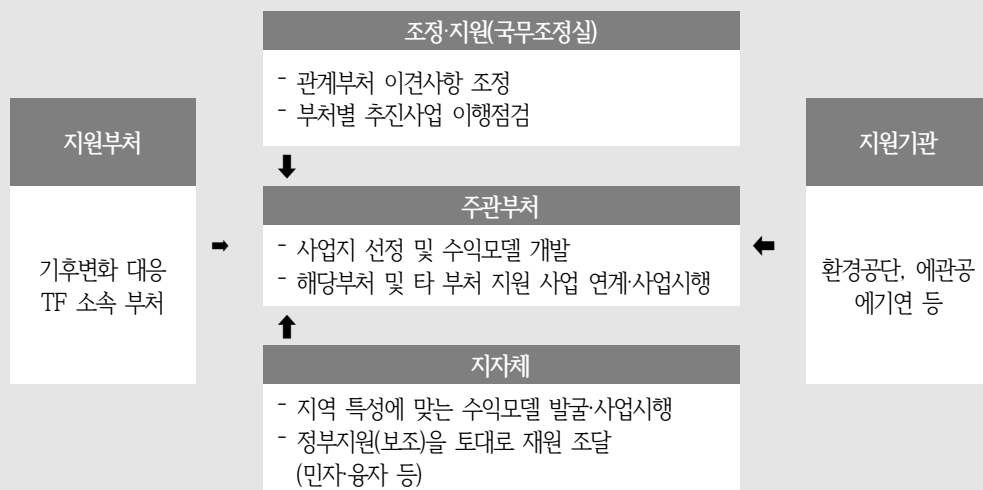 조정·지원(국무조정실)
- 관계부처 이견사항 조정
- 부처별 추진사업 이행점검
지원부처
기후변화 대응
TF 소속 부처
주관부처
- 사업지 선정 및 수익모델 개발
- 해당부처 및 타 부처 지원 사업 연계·사업시행
지원기관
환경공단, 에관공
에기연 등
지자체
- 지역 특성에 맞는 수익모델 발굴·사업시행
- 정부지원(보조)을 토대로 재원 조달
(민자·융자 등)